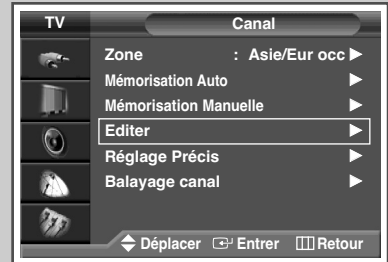 TV Canal
Zone : Asie/Eur occ
Mémorisation Auto
Mémorisation Manuelle
Editer
Réglage Précis
Balayage canal
Déplacer Entrer Retour